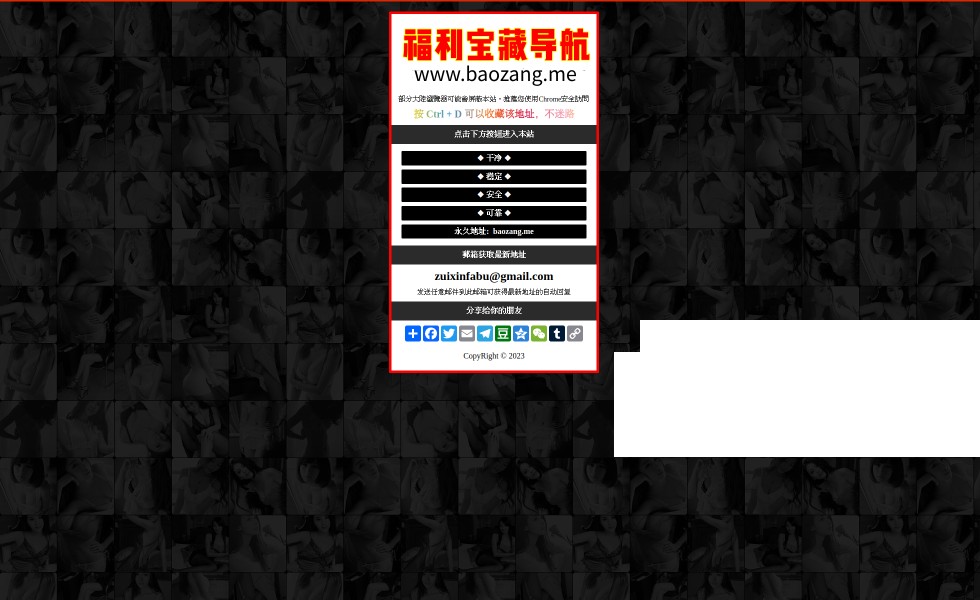 福利宝藏导航
www.baozang.me
部分大陸瀏覽器可能會屏蔽本站，推薦您使用Chrome安全訪問
按 Ctrl + D 可以收藏该地址，不迷路
点击下方按钮进入本站
◆ 干净 ◆
◆ 稳定 ◆
◆ 安全 ◆
◆ 可靠 ◆
永久地址: baozang.me
邮箱获取最新地址
zuixinfabu@gmail.com
发送任意邮件到此邮箱可获得最新地址的自动回复
分享给你的朋友
豆
t
CopyRight © 2023